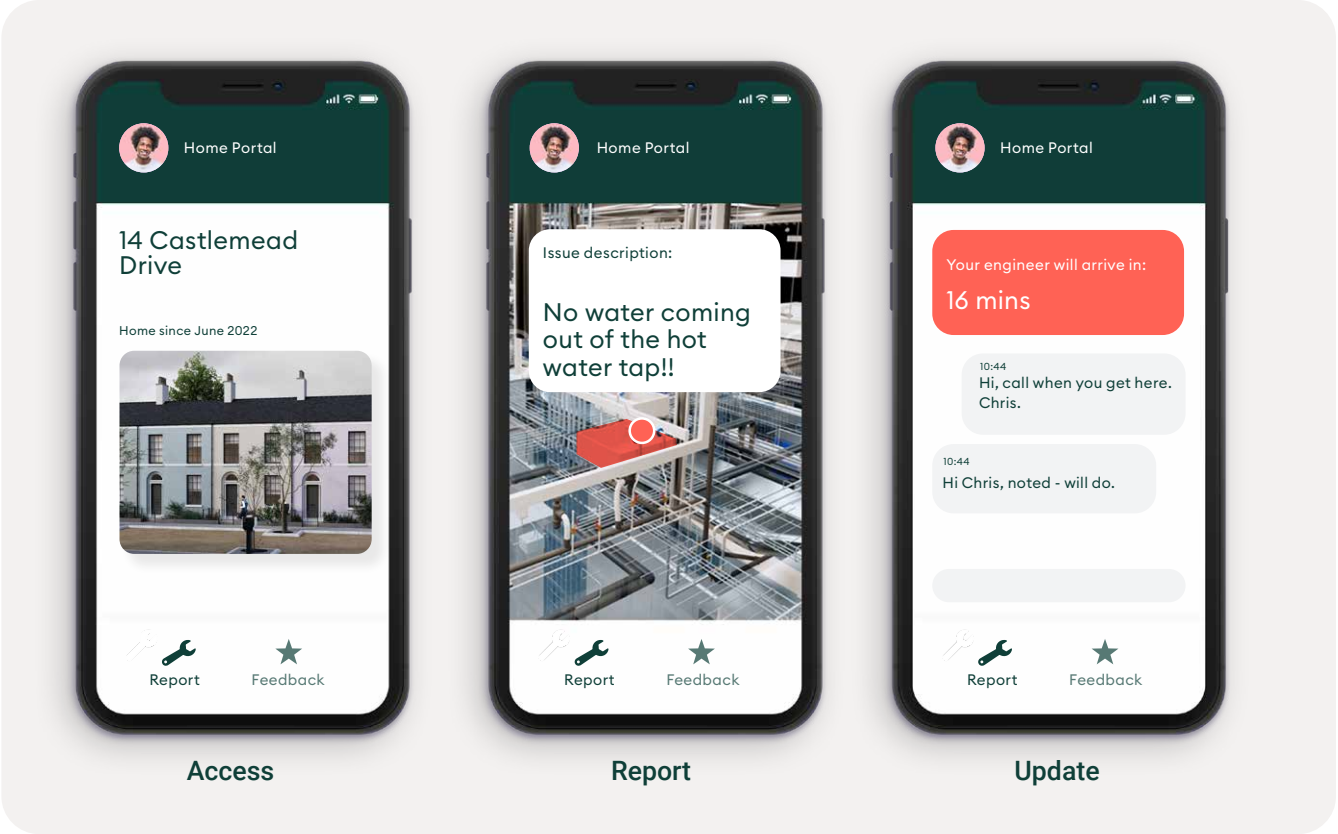 Home Portal
14 Castlemead
Drive
Home since June 2022
Report
Feedback
Access
Home Portal
Issue description:
No water coming
out of the hot
water tap!!
Report
Feedback
Report
Home Portal
Your engineer will arrive in:
16 mins
10:44
Hi, call when you get here.
Chris.
10:44
Hi Chris, noted - will do.
Report
Feedback
Update